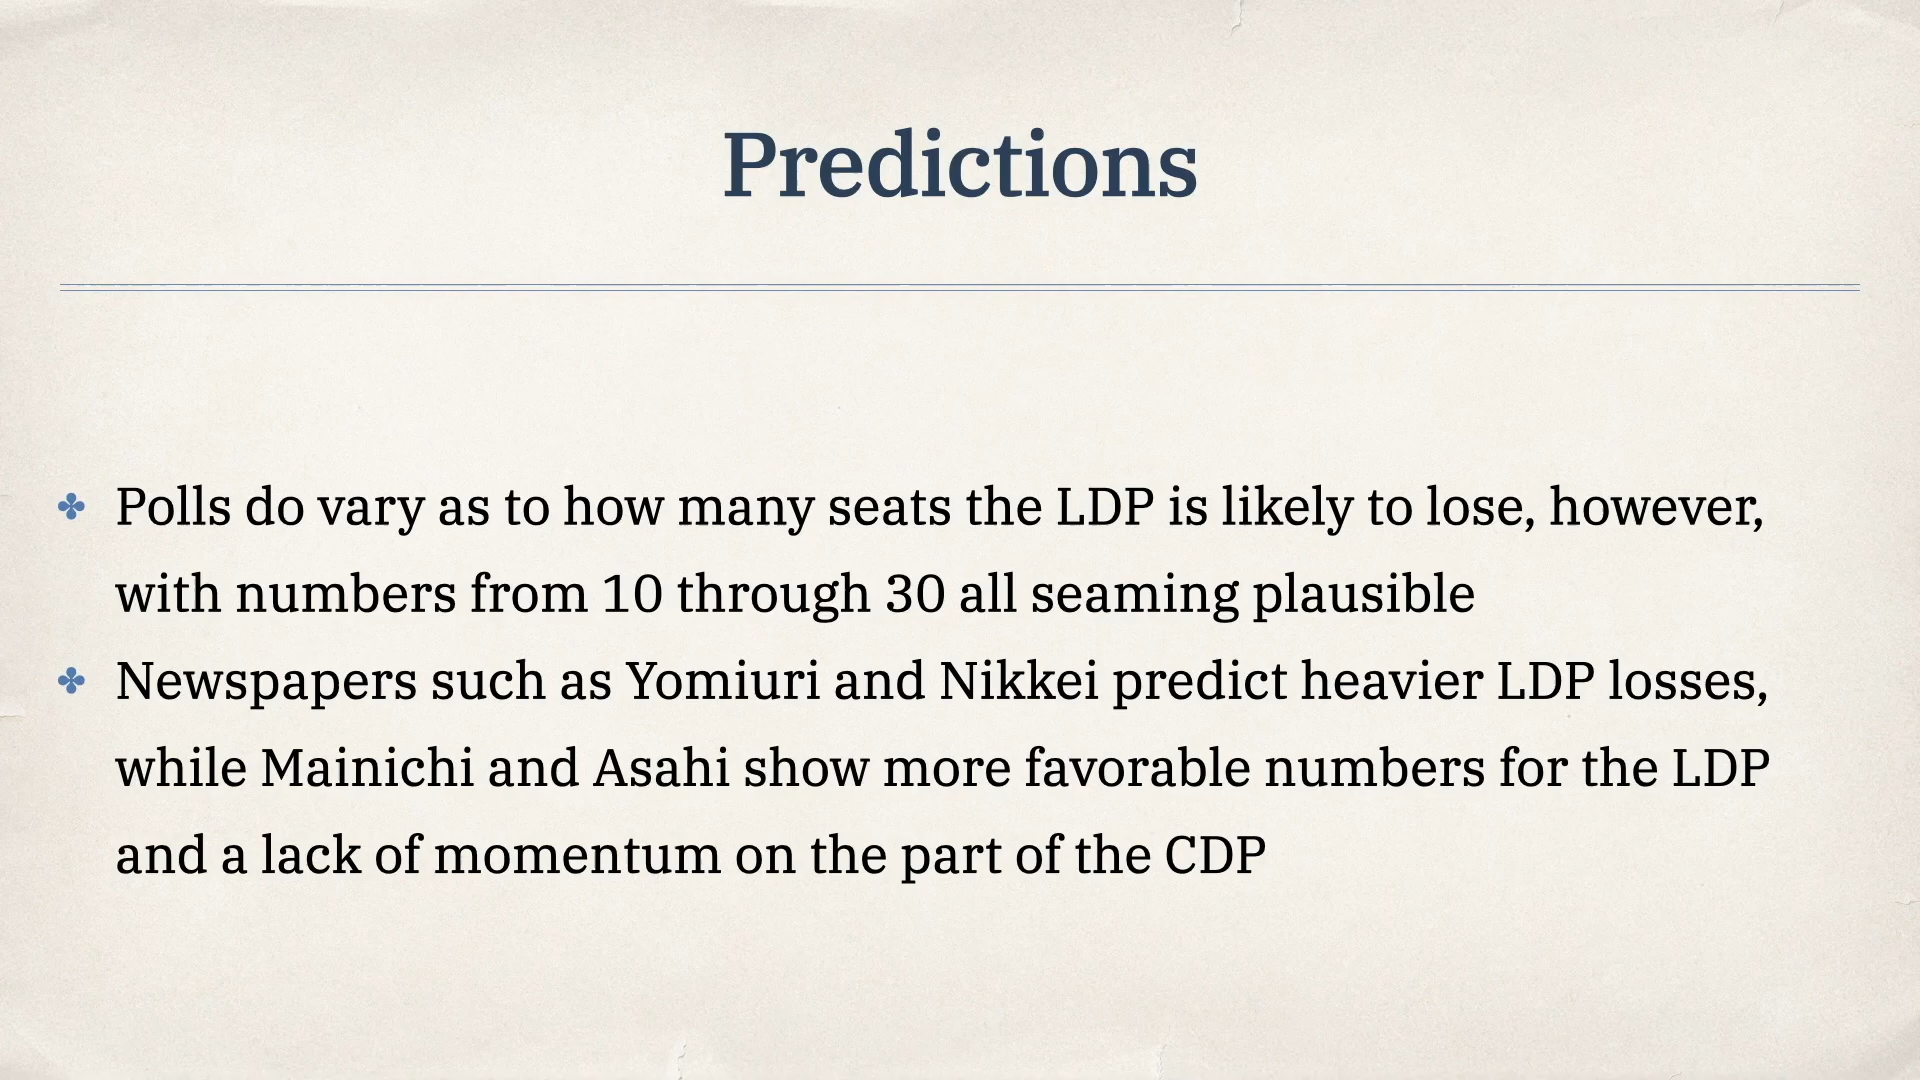 Predictions
Polls do vary as to how many seats the LDP is likely to lose, however,
with numbers from 10 through 30 all seaming plausible
Newspapers such as Yomiuri and Nikkei predict heavier LDP losses,
while Mainichi and Asahi show more favorable numbers for the LDP
and a lack of momentum on the part of the CDP